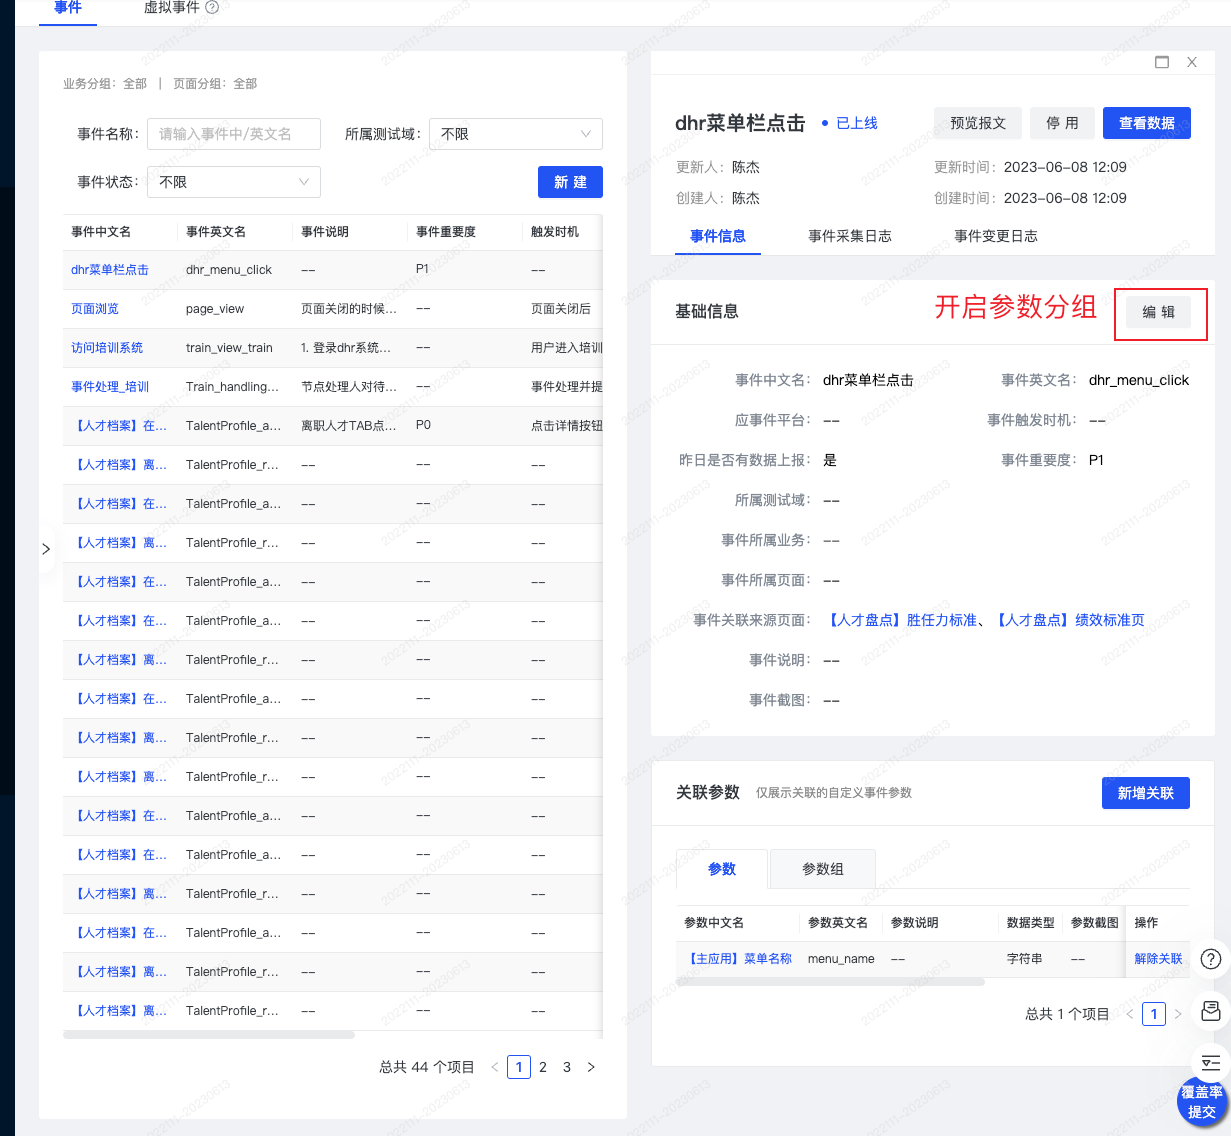 事件 虚拟事件
业务分组：全部 | 页面分组：全部
事件名称： 请输入事件中/英文名 所属测试域： 不限
事件状态： 不限 新 建
事件中文名 事件英文名 事件说明 事件重要度 触发时机
dhr菜单栏点击 dhr_menu_click -- P1 --
页面浏览 page_view 页面关闭的时候... -- 页面关闭后
访问培训系统 train_view_train 1. 登录dhr系统... -- 用户进入培训
事件处理_培训 Train_handling... 节点处理人对待... -- 事件处理并提
【人才档案】在... TalentProfile_a... 离职人才TAB点... P0 点击详情按钮
【人才档案】离... TalentProfile_r... -- -- --
【人才档案】在... TalentProfile_a... -- -- --
【人才档案】离... TalentProfile_r... -- -- --
【人才档案】在... TalentProfile_a... -- -- --
【人才档案】在... TalentProfile_a... -- -- --
【人才档案】离... TalentProfile_r... -- -- --
【人才档案】在... TalentProfile_a... -- -- --
【人才档案】离... TalentProfile_r... -- -- --
【人才档案】离... TalentProfile_r... -- -- --
【人才档案】在... TalentProfile_a... -- -- --
【人才档案】在... TalentProfile_a... -- -- --
【人才档案】离... TalentProfile_r... -- -- --
【人才档案】在... TalentProfile_a... -- -- --
【人才档案】离... TalentProfile_r... -- -- --
【人才档案】离... TalentProfile_r... -- -- --
总共 44 个项目 < 1 2 3 >
dhr菜单栏点击 已上线 预览报文 停 用 查看数据
更新人： 陈杰 更新时间： 2023-06-08 12:09
创建人： 陈杰 创建时间： 2023-06-08 12:09
事件信息 事件采集日志 事件变更日志
基础信息 开启参数分组 编 辑
事件中文名： dhr菜单栏点击 事件英文名： dhr_menu_click
应事件平台： -- 事件触发时机： --
昨日是否有数据上报： 是 事件重要度： P1
所属测试域： --
事件所属业务： --
事件所属页面： --
事件关联来源页面： 【人才盘点】胜任力标准、【人才盘点】绩效标准页
事件说明： --
事件截图： --
关联参数 仅展示关联的自定义事件参数 新增关联
参数 参数组
参数中文名 参数英文名 参数说明 数据类型 参数截图 操作
【主应用】菜单名称 menu_name -- 字符串 -- 解除关联
总共 1 个项目 < 1 >
覆盖率
提交
2022111-20230613